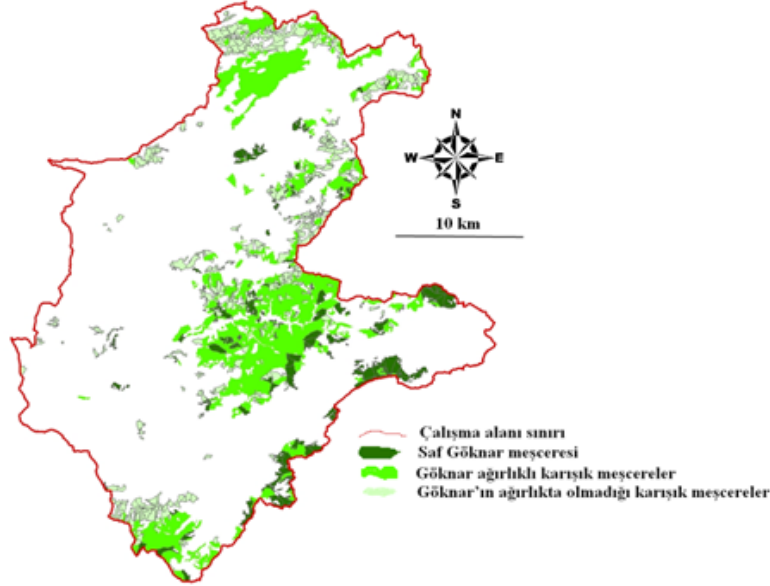 N
W E
S
10 km
Çalışma alanı sınırı
Saf Göknar meşceresi
Göknar ağırlıklı karışık meşcereler
Göknar'ın ağırlıkta olmadığı karışık meşcereler